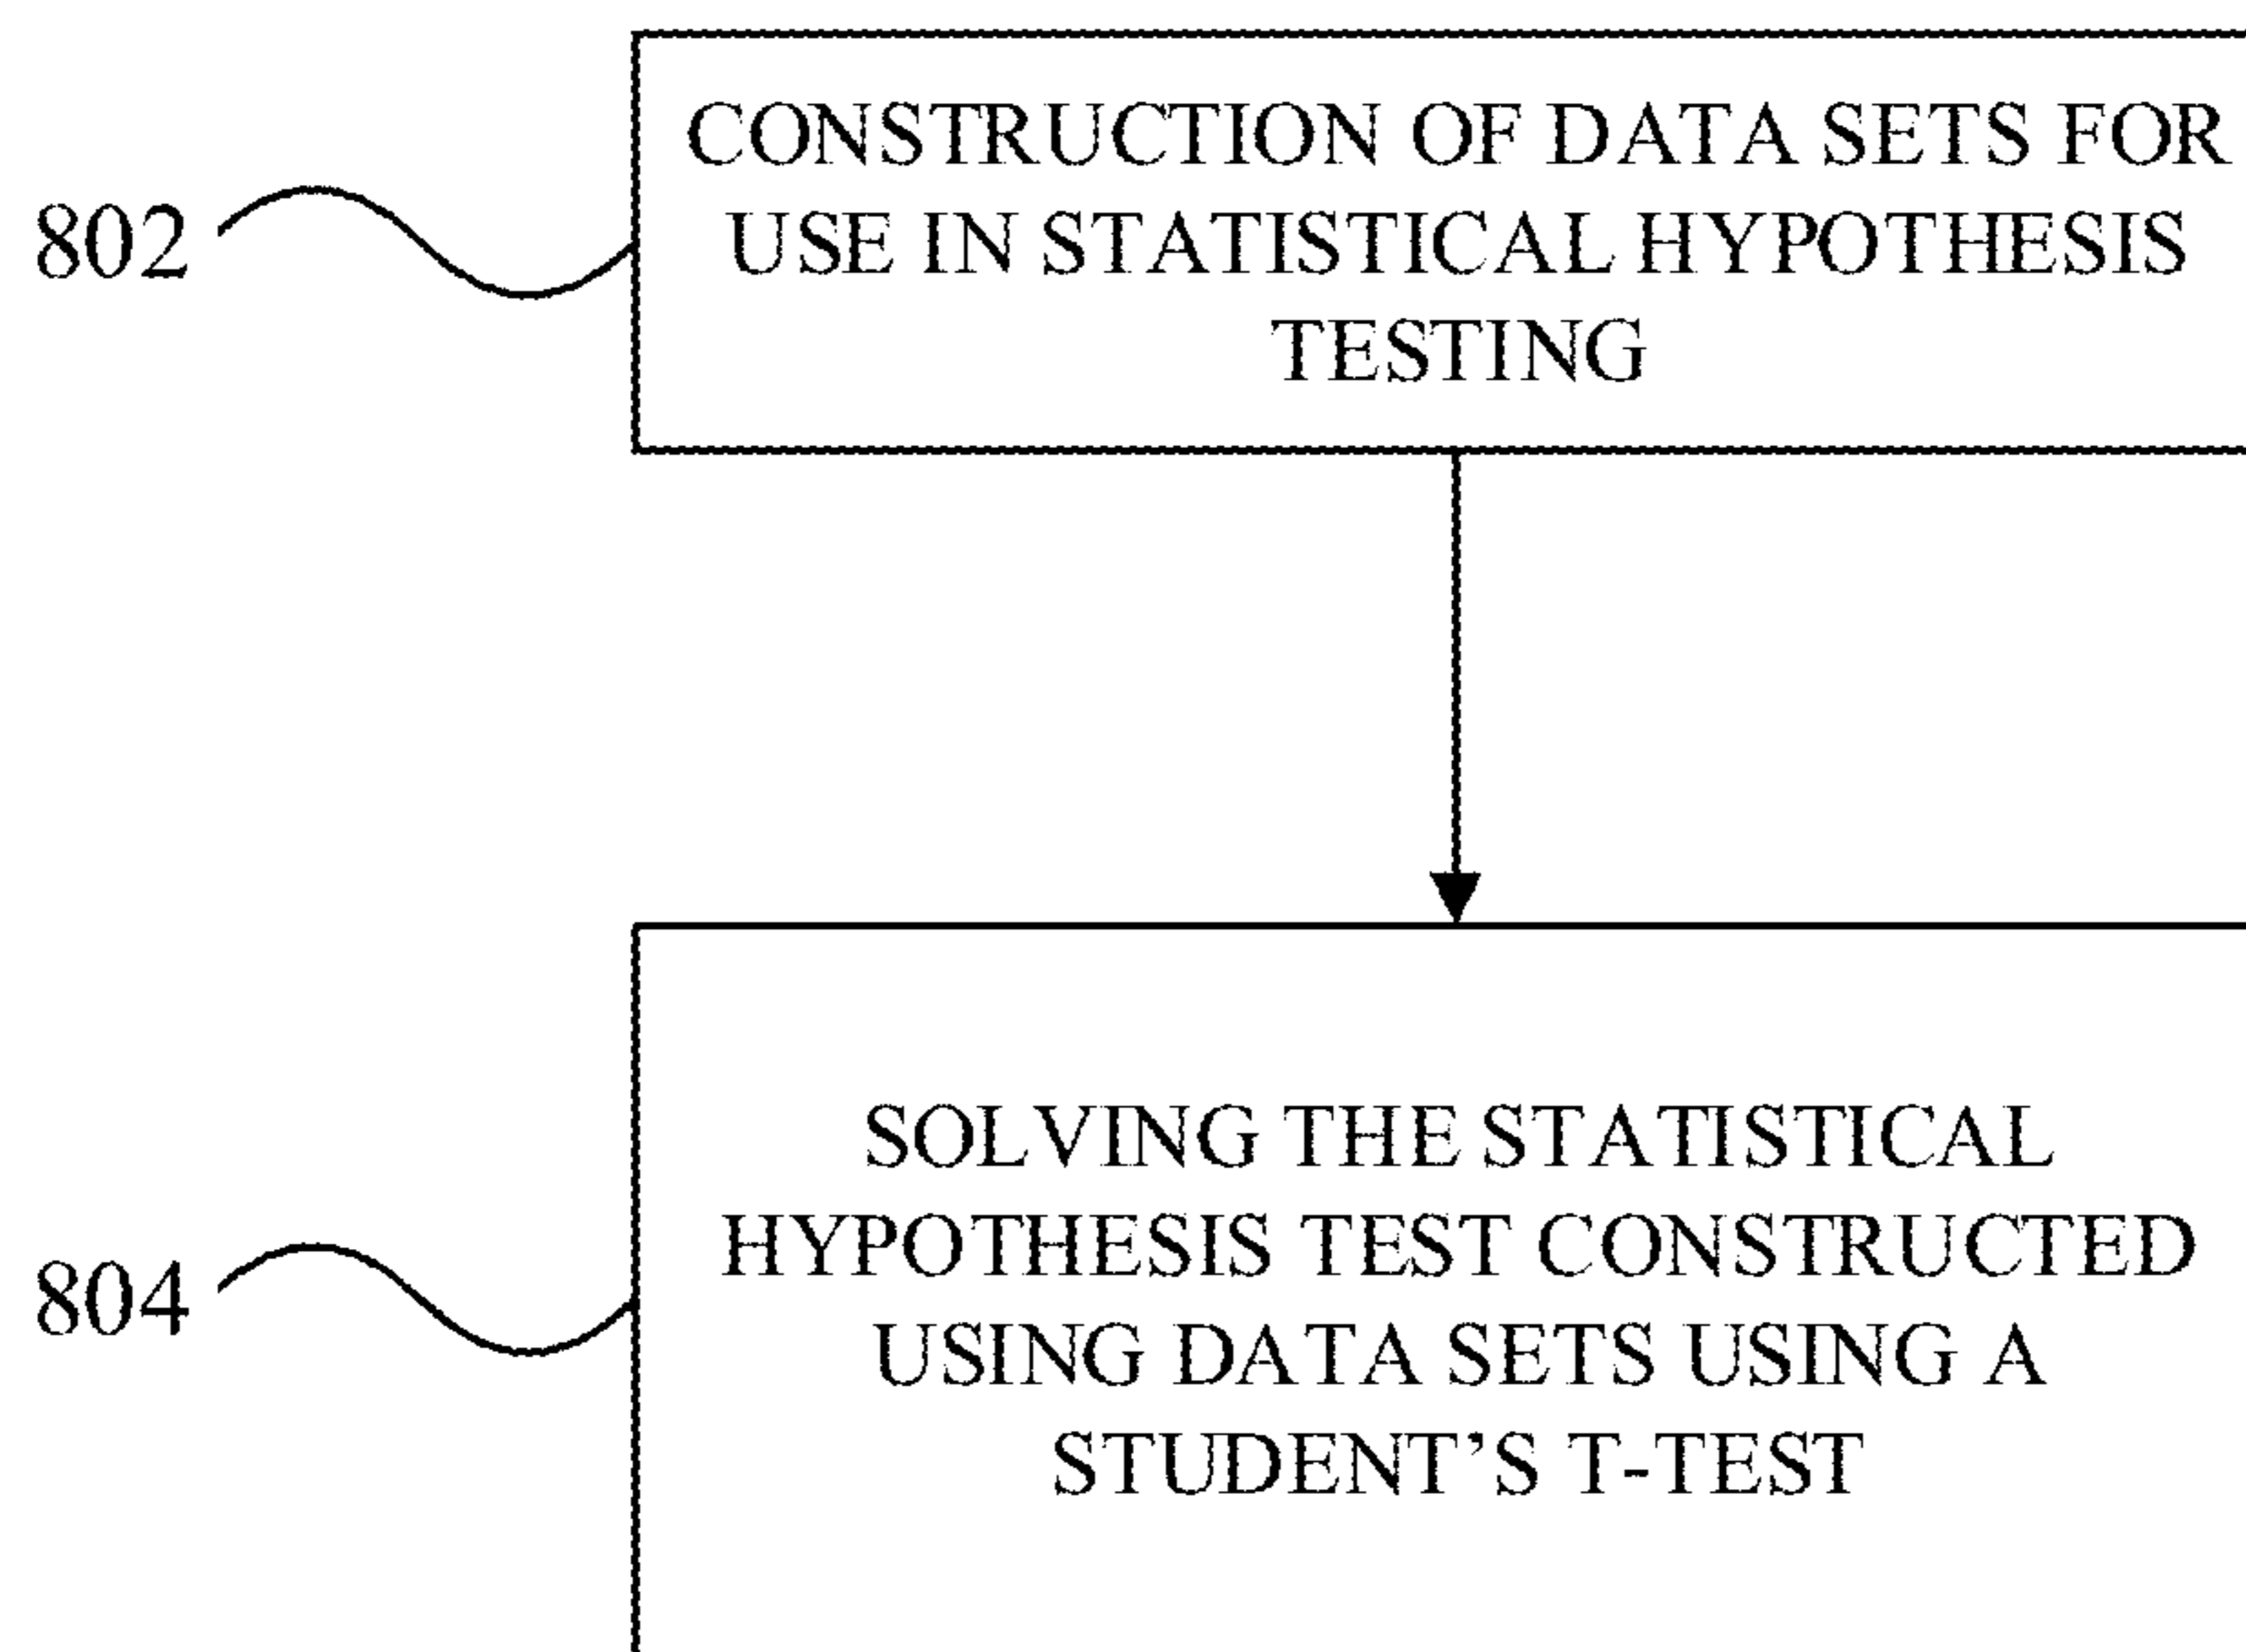 CONSTRUCTION OF DATA SETS FOR
802
USE IN STATISTICAL HYPOTHESIS
TESTING
SOLVING THE STATISTICAL
HYPOTHESIS TEST CONSTRUCTED
804
USING DATA SETS USING A
STUDENT’S T-TEST